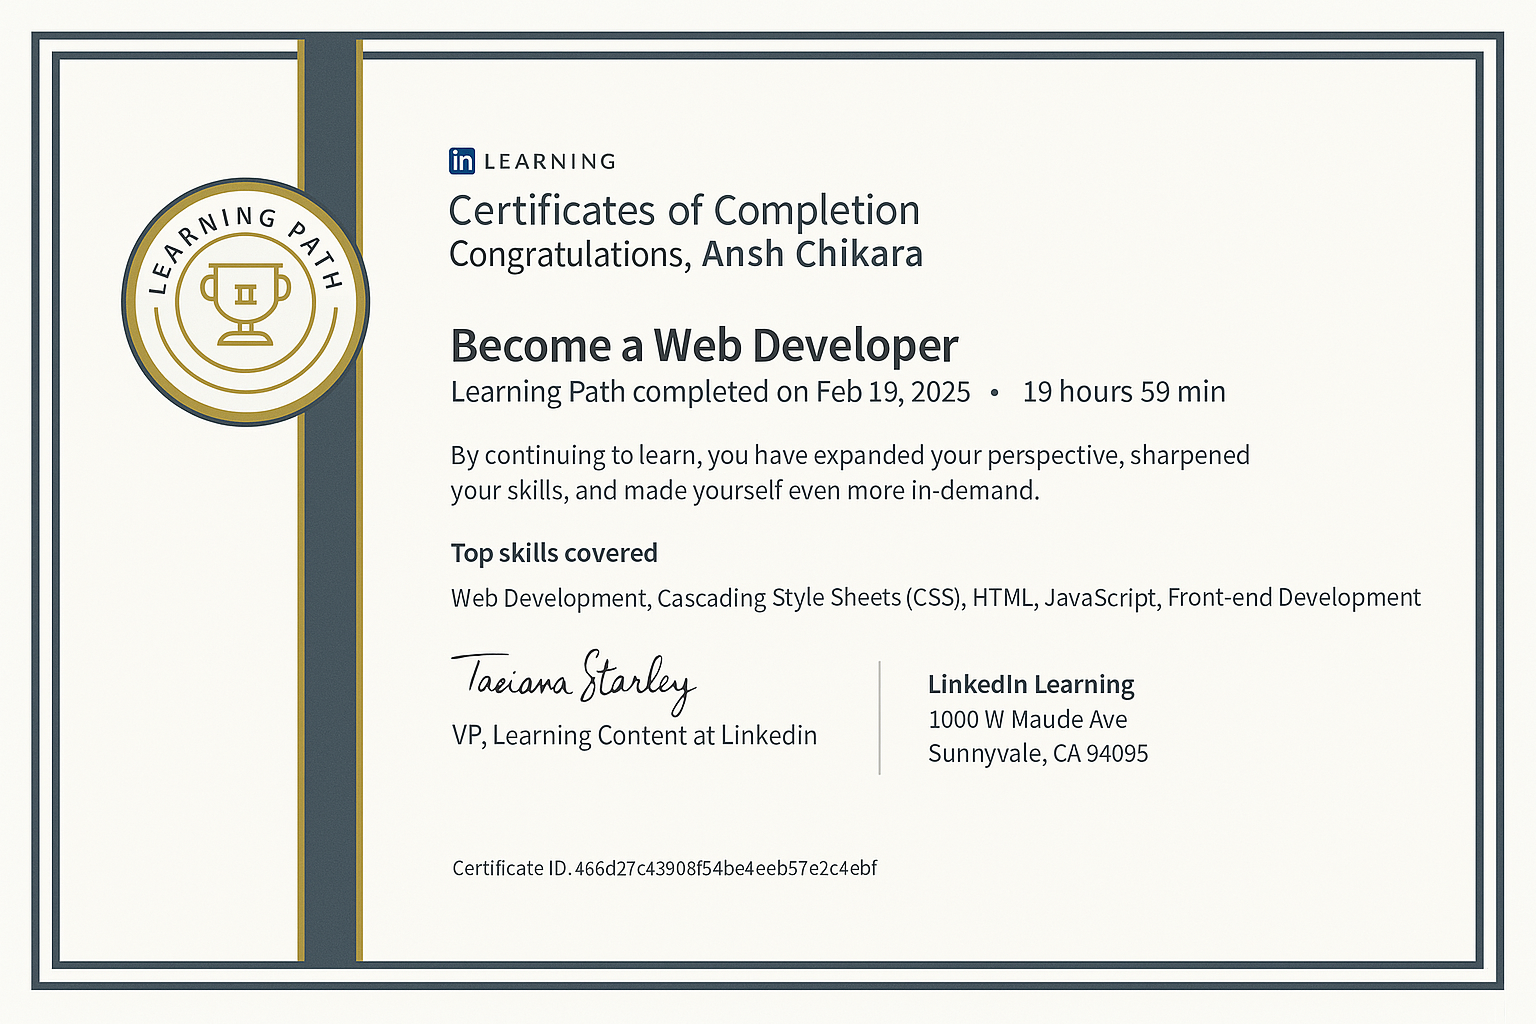 LEARNING PATH
in LEARNING
Certificates of Completion
Congratulations, Ansh Chikara
Become a Web Developer
Learning Path completed on Feb 19, 2025 • 19 hours 59 min
By continuing to learn, you have expanded your perspective, sharpened
your skills, and made yourself even more in-demand.
Top skills covered
Web Development, Cascading Style Sheets (CSS), HTML, JavaScript, Front-end Development
Taeiana Starley
VP, Learning Content at Linkedin
LinkedIn Learning
1000 W Maude Ave
Sunnyvale, CA 94095
Certificate ID. 466d27c43908f54be4eeb57e2c4ebf